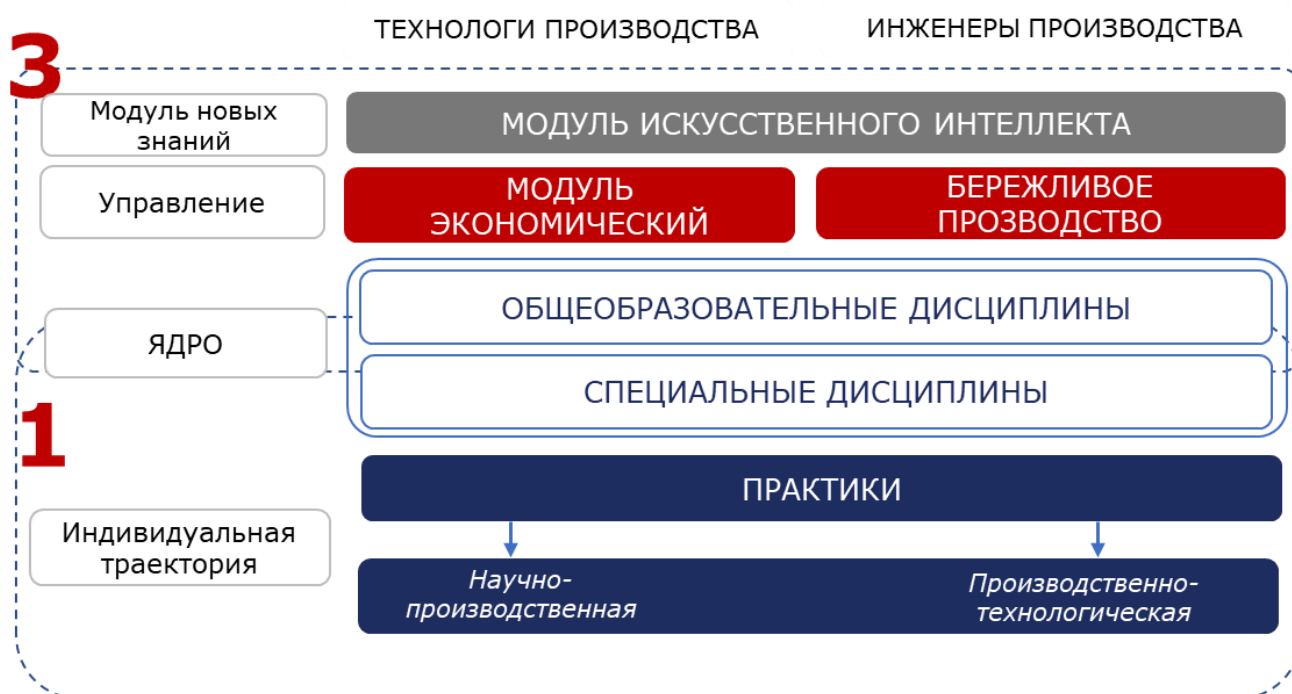 ТЕХНОЛОГИ ПРОИЗВОДСТВА
ИНЖЕНЕРЫ ПРОИЗВОДСТВА
3
Модуль новых
знаний
МОДУЛЬ ИСКУССТВЕННОГО ИНТЕЛЛЕКТА
Управление
МОДУЛЬ
ЭКОНОМИЧЕСКИЙ
БЕРЕЖЛИВОЕ
ПРОЗВОДСТВО
ЯДРО
ОБЩЕОБРАЗОВАТЕЛЬНЫЕ ДИСЦИПЛИНЫ
СПЕЦИАЛЬНЫЕ ДИСЦИПЛИНЫ
1
Индивидуальная
траектория
ПРАКТИКИ
Научно-
производственная
Производственно-
технологическая